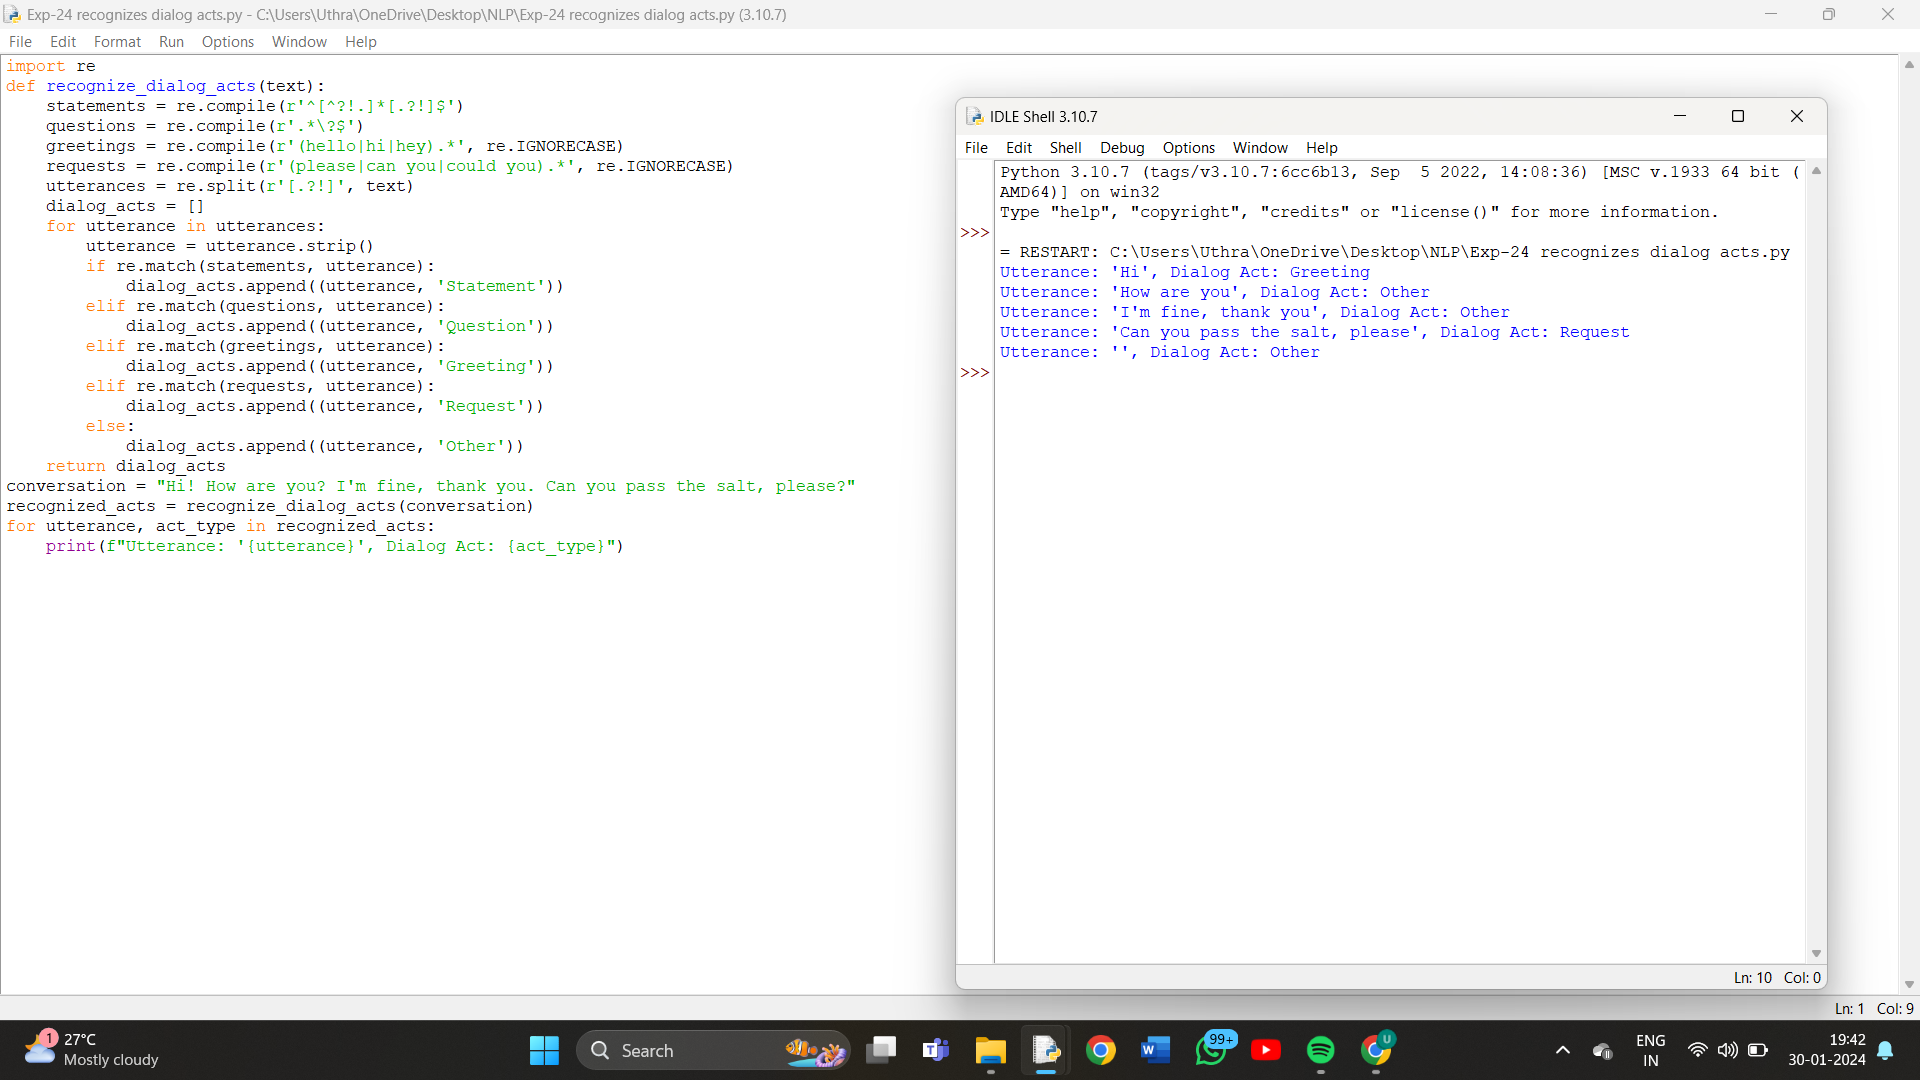 Exp-24 recognizes dialog acts.py - C:\Users\Uthra\OneDrive\Desktop\NLP\Exp-24 recognizes dialog acts.py (3.10.7)
File Edit Format Run Options Window Help
import re
def recognize_dialog_acts(text):
    statements = re.compile(r'^[^?!.]*[.?!]$')
    questions = re.compile(r'.*\?$')
    greetings = re.compile(r'(hello|hi|hey).*', re.IGNORECASE)
    requests = re.compile(r'(please|can you|could you).*', re.IGNORECASE)
    utterances = re.split(r'[.?!]', text)
    dialog_acts = []
    for utterance in utterances:
        utterance = utterance.strip()
        if re.match(statements, utterance):
            dialog_acts.append((utterance, 'Statement'))
        elif re.match(questions, utterance):
            dialog_acts.append((utterance, 'Question'))
        elif re.match(greetings, utterance):
            dialog_acts.append((utterance, 'Greeting'))
        elif re.match(requests, utterance):
            dialog_acts.append((utterance, 'Request'))
        else:
            dialog_acts.append((utterance, 'Other'))
    return dialog_acts
conversation = "Hi! How are you? I'm fine, thank you. Can you pass the salt, please?"
recognized_acts = recognize_dialog_acts(conversation)
for utterance, act_type in recognized_acts:
    print(f"Utterance: '{utterance}', Dialog Act: {act_type}")
IDLE Shell 3.10.7
File Edit Shell Debug Options Window Help
Python 3.10.7 (tags/v3.10.7:6cc6b13, Sep  5 2022, 14:08:36) [MSC v.1933 64 bit (
AMD64)] on win32
Type "help", "copyright", "credits" or "license()" for more information.
>>>
= RESTART: C:\Users\Uthra\OneDrive\Desktop\NLP\Exp-24 recognizes dialog acts.py
Utterance: 'Hi', Dialog Act: Greeting
Utterance: 'How are you', Dialog Act: Other
Utterance: 'I'm fine, thank you', Dialog Act: Other
Utterance: 'Can you pass the salt, please', Dialog Act: Request
Utterance: '', Dialog Act: Other
>>>
Ln: 10 Col: 0
Ln: 1 Col: 9
1
27°C
Mostly cloudy
Search
T
W
99+
U
ENG
IN
19:42
30-01-2024